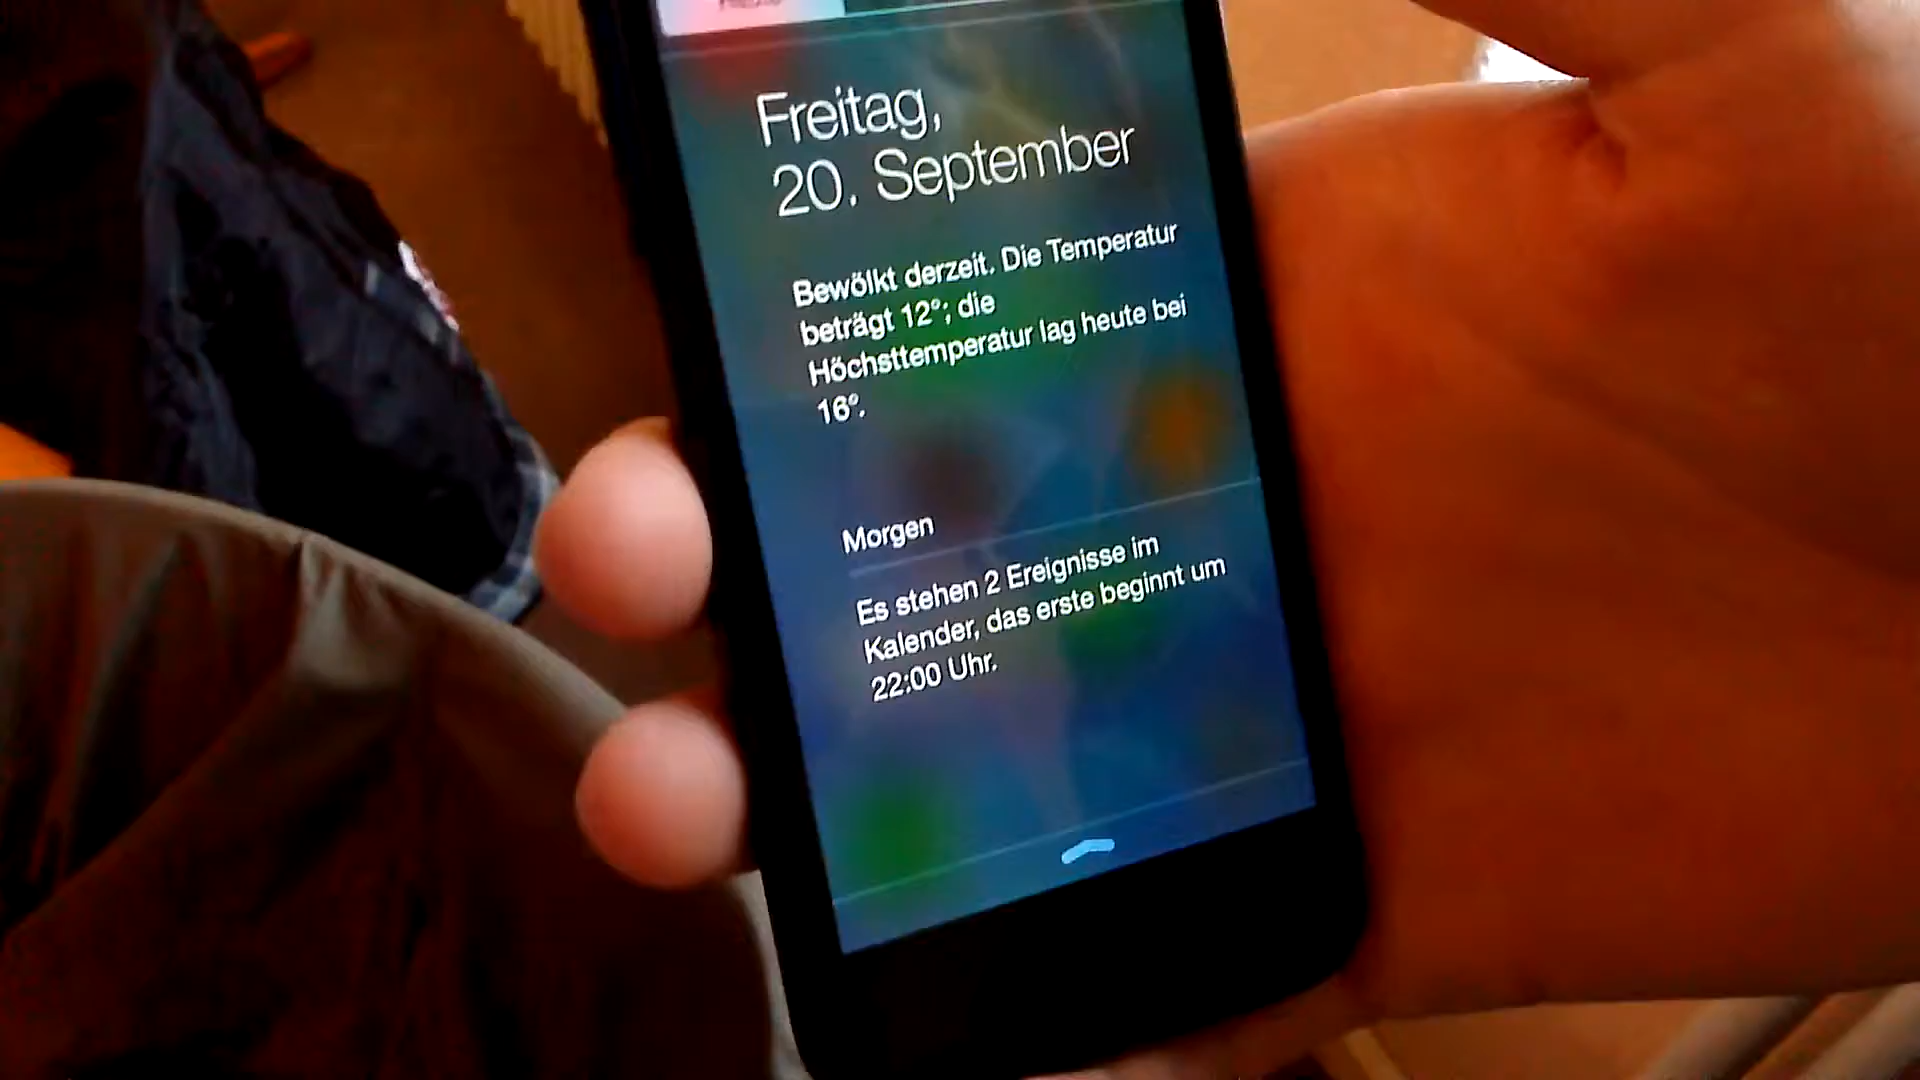 Freitag,
20. September
Bewölkt derzeit. Die Temperatur
beträgt 12°; die
Höchsttemperatur lag heute bei
16°.
Morgen
Es stehen 2 Ereignisse im
Kalender, das erste beginnt um
22:00 Uhr.